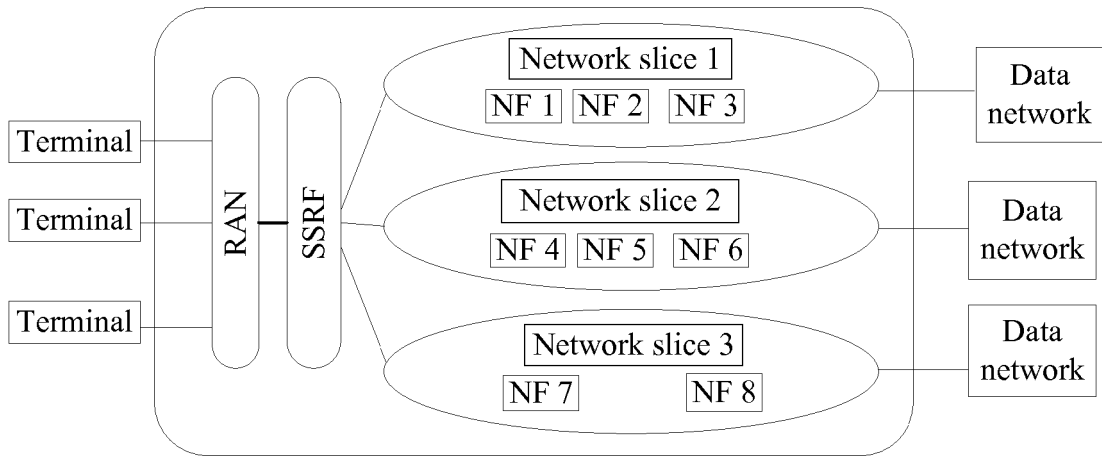 Network slice 1
NF 1
NF 2
NF 3
Data
network
Terminal
Terminal
Terminal
RAN
SSRF
Network slice 2
NF 4
NF 5
NF 6
Data
network
Network slice 3
NF 7
NF 8
Data
network